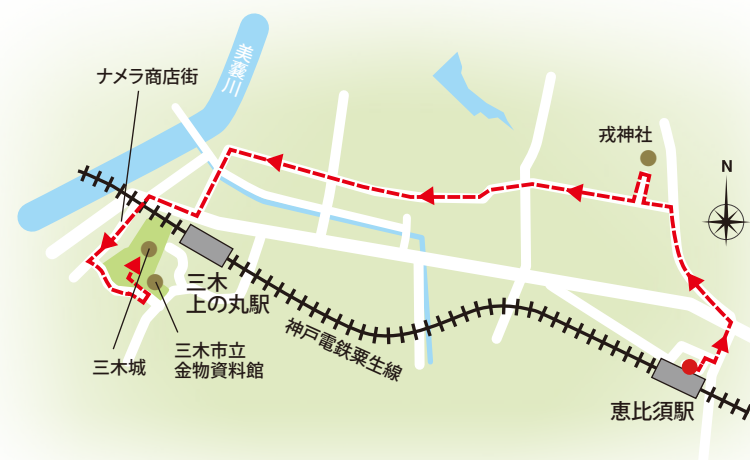 美嚢川
ナメラ商店街
戎神社
N
三木
上の丸駅
神戸電鉄粟生線
三木城
三木市立
金物資料館
恵比須駅